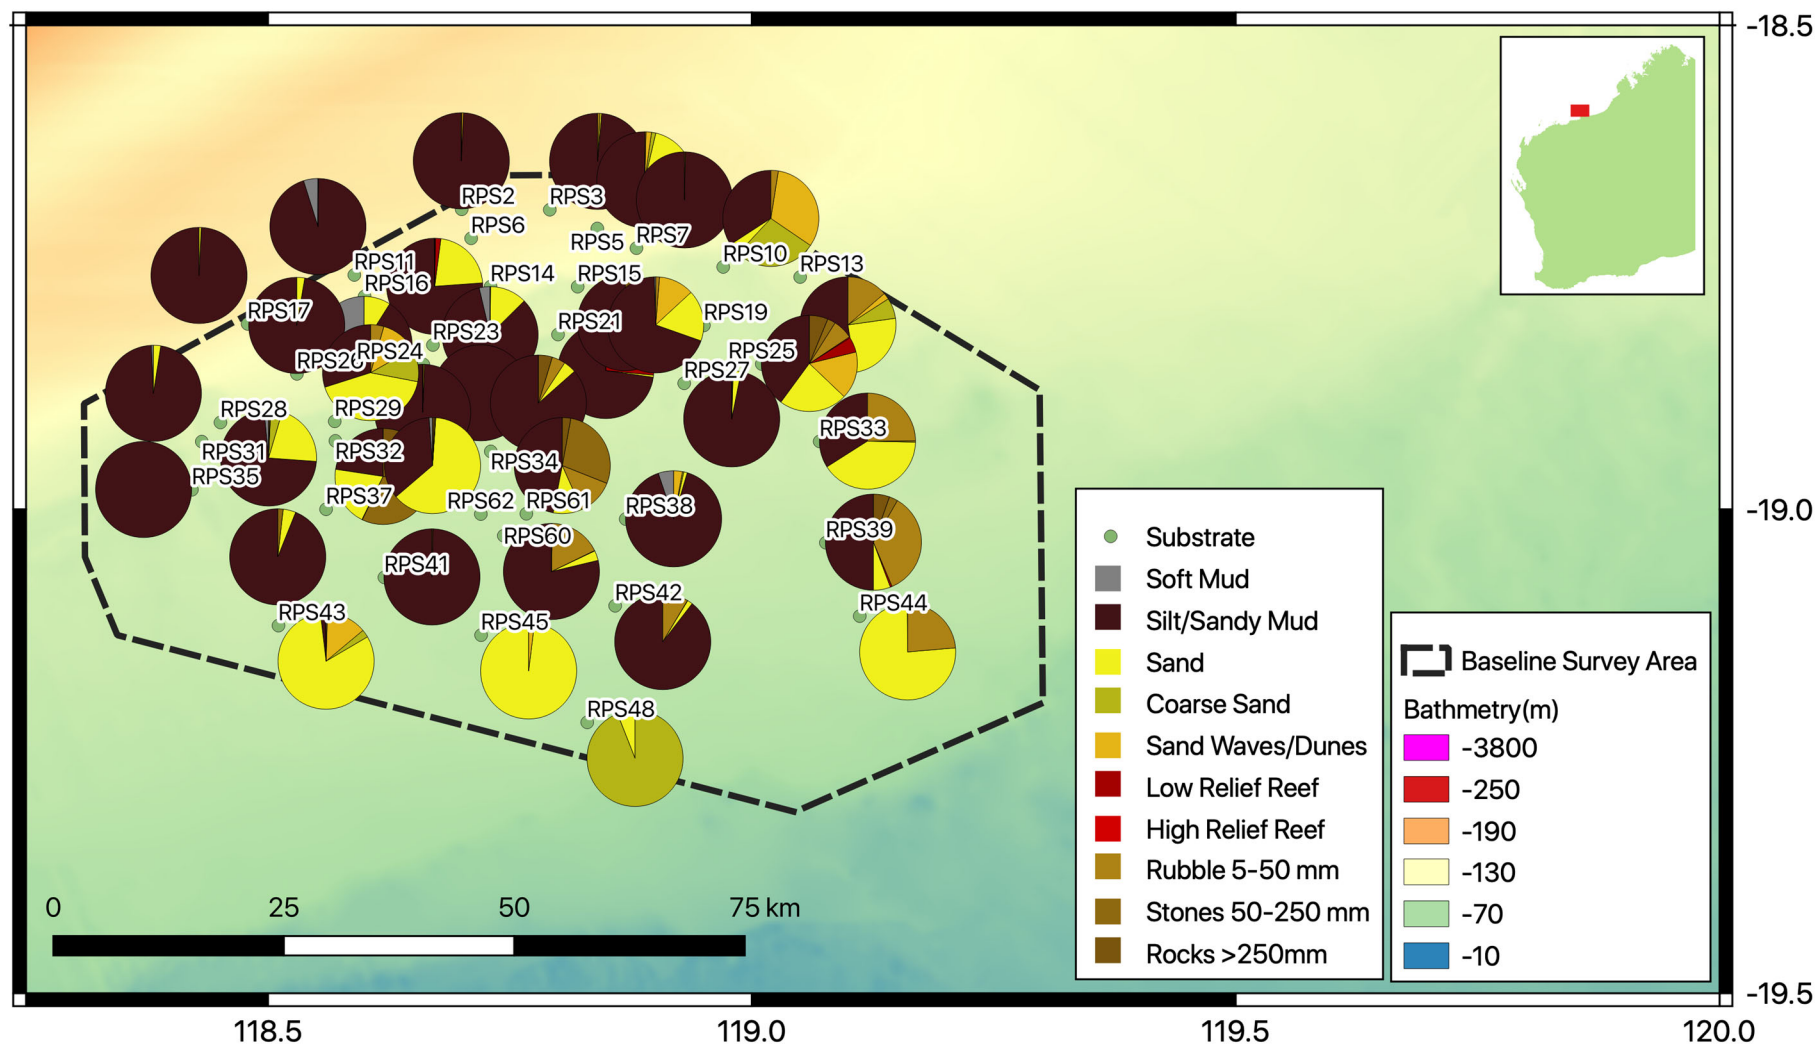 -18.5
RPS2
RPS3
RPS6
RPS5
RPS7
RPS10
RPS11
RPS13
RPS14
RPS15
RPS16
RPS17
RPS19
RPS21
RPS23
RPS24
RPS25
RPS26
RPS27
RPS28
RPS29
RPS33
RPS31
RPS32
RPS34
RPS35
RPS37
RPS62
RPS61
RPS38
-19.0
RPS60
RPS39
RPS41
RPS42
RPS44
RPS43
RPS45
RPS48
Substrate
Soft Mud
Silt/Sandy Mud
Sand
Coarse Sand
Sand Waves/Dunes
Low Relief Reef
High Relief Reef
Rubble 5-50 mm
Stones 50-250 mm
Rocks >250mm
Baseline Survey Area
Bathmetry(m)
-3800
-250
-190
-130
-70
-10
0 25 50 75 km
-19.5
118.5 119.0 119.5 120.0